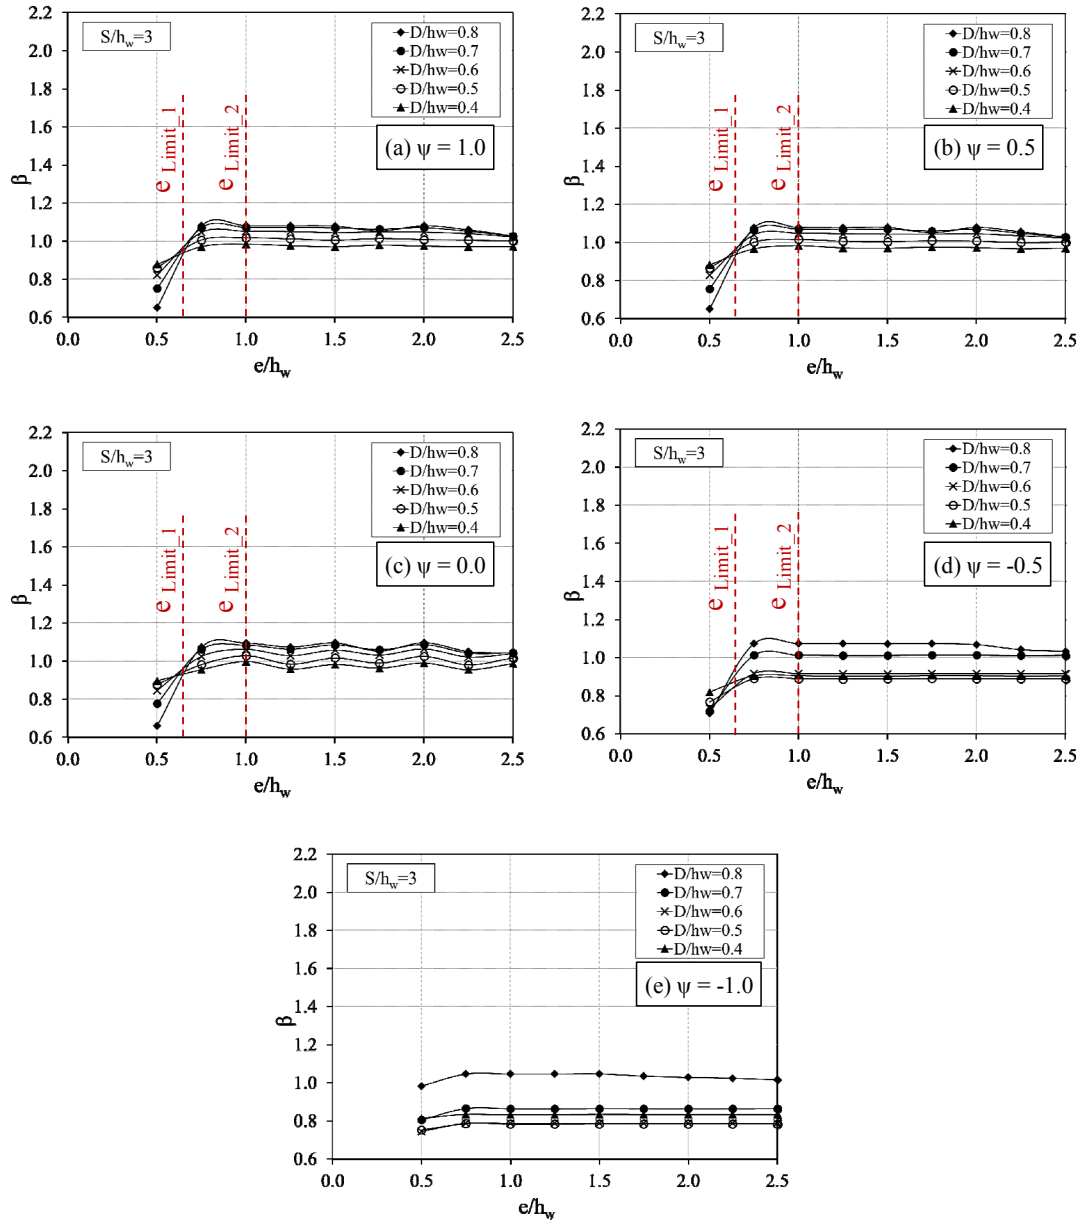 S/hw=3
D/hw=0.8
D/hw=0.7
D/hw=0.6
D/hw=0.5
D/hw=0.4
(a) ψ = 1.0
e Limit_1
e Limit_2
β
2.2
2.0
1.8
1.6
1.4
1.2
1.0
0.8
0.6
0.0 0.5 1.0 1.5 2.0 2.5
e/hw
S/hw=3
D/hw=0.8
D/hw=0.7
D/hw=0.6
D/hw=0.5
D/hw=0.4
(b) ψ = 0.5
e Limit_1
e Limit_2
β
2.2
2.0
1.8
1.6
1.4
1.2
1.0
0.8
0.6
0.0 0.5 1.0 1.5 2.0 2.5
e/hw
S/hw=3
D/hw=0.8
D/hw=0.7
D/hw=0.6
D/hw=0.5
D/hw=0.4
(c) ψ = 0.0
e Limit_1
e Limit_2
β
2.2
2.0
1.8
1.6
1.4
1.2
1.0
0.8
0.6
0.0 0.5 1.0 1.5 2.0 2.5
e/hw
S/hw=3
D/hw=0.8
D/hw=0.7
D/hw=0.6
D/hw=0.5
D/hw=0.4
(d) ψ = -0.5
e Limit_1
e Limit_2
β
2.2
2.0
1.8
1.6
1.4
1.2
1.0
0.8
0.6
0.0 0.5 1.0 1.5 2.0 2.5
e/hw
S/hw=3
D/hw=0.8
D/hw=0.7
D/hw=0.6
D/hw=0.5
D/hw=0.4
(e) ψ = -1.0
β
2.2
2.0
1.8
1.6
1.4
1.2
1.0
0.8
0.6
0.0 0.5 1.0 1.5 2.0 2.5
e/hw